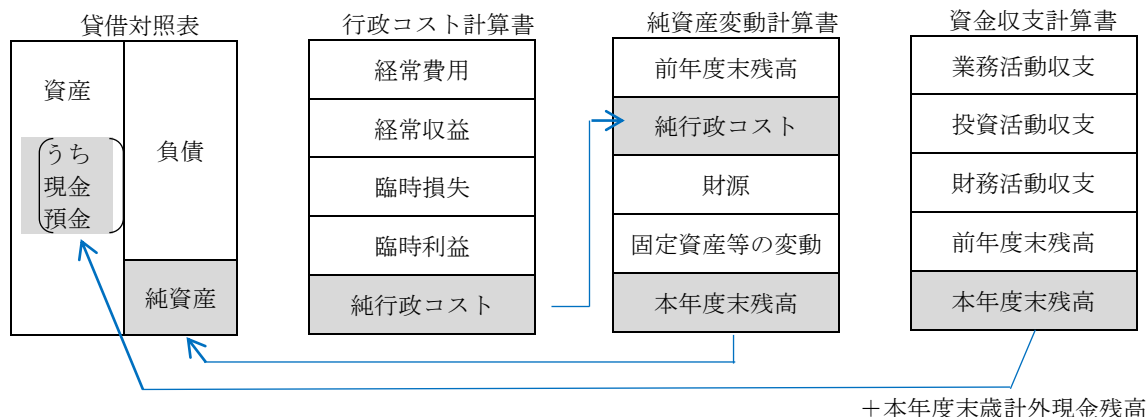 貸借対照表
資産
うち
現金
預金
負債
純資産
行政コスト計算書
経常費用
経常収益
臨時損失
臨時利益
純行政コスト
純資産変動計算書
前年度末残高
純行政コスト
財源
固定資産等の変動
本年度末残高
資金収支計算書
業務活動収支
投資活動収支
財務活動収支
前年度末残高
本年度末残高
＋本年度末歳計外現金残高